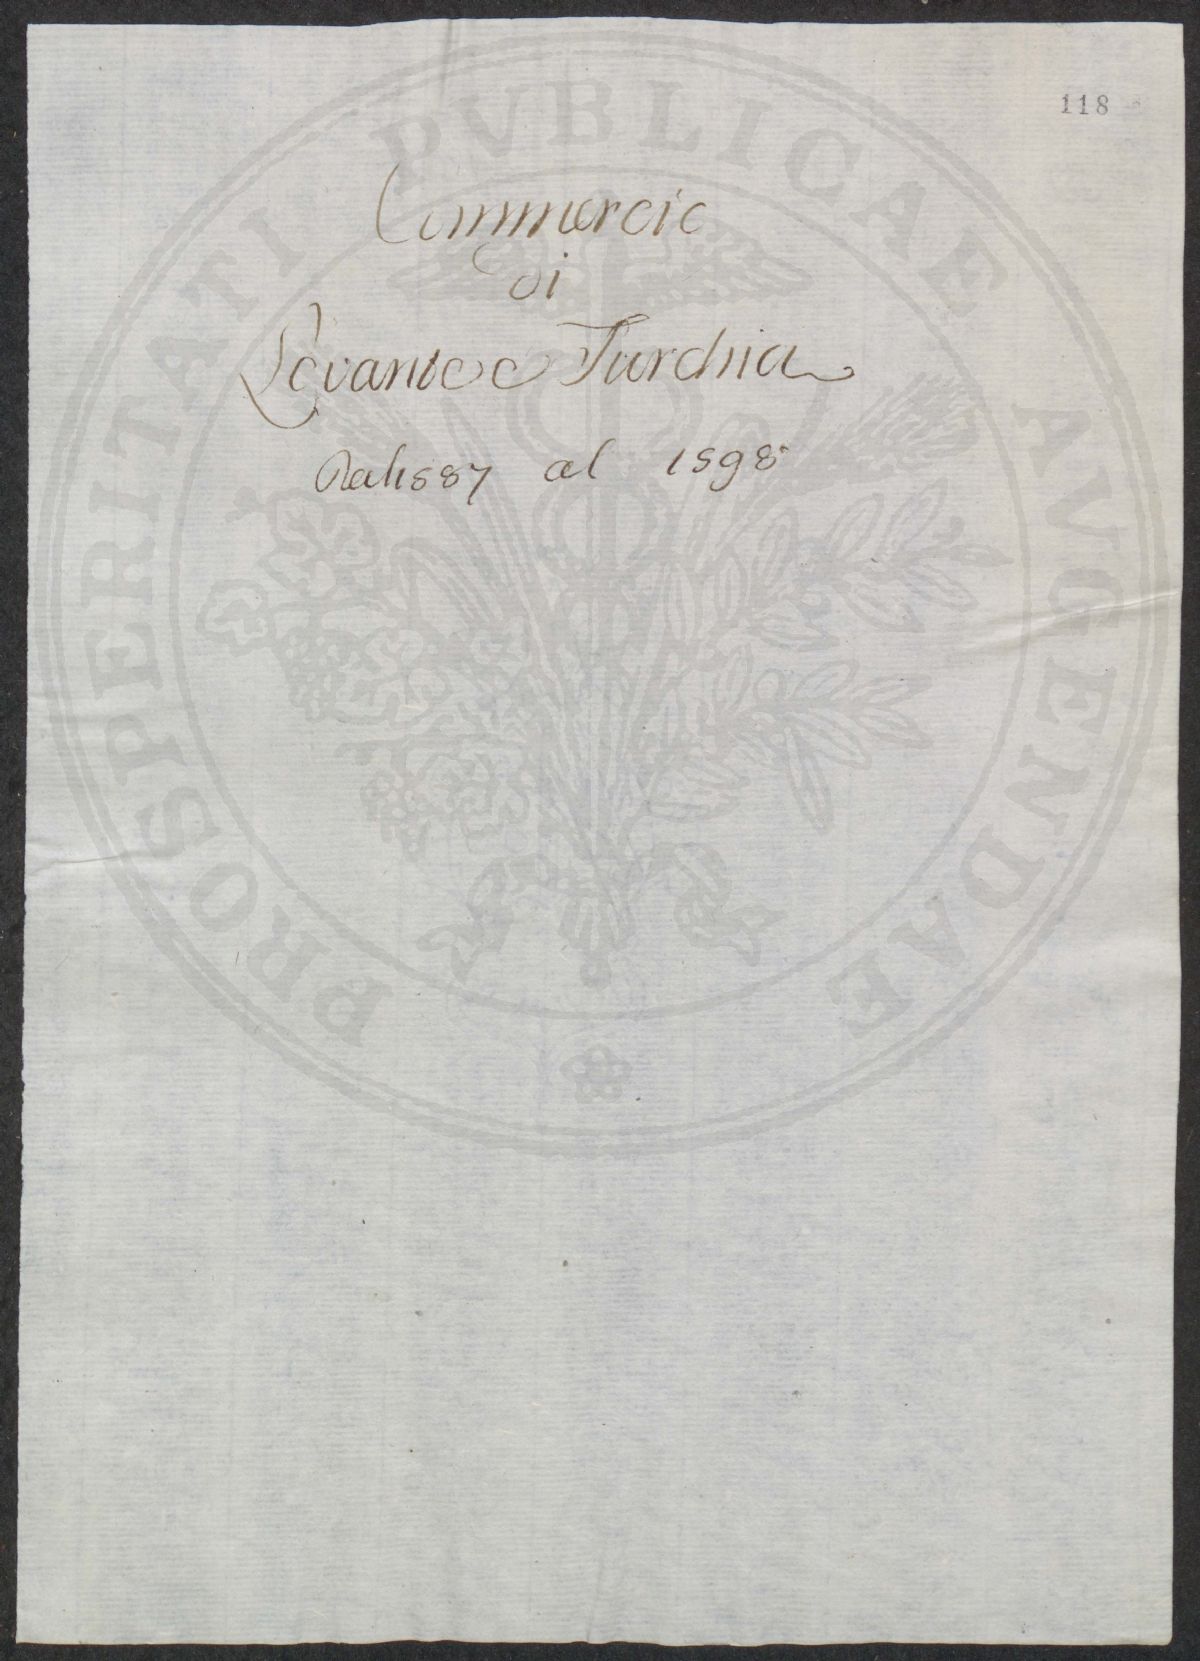 118
Commercio
di
Levante e Turchia
Dal 1587 al 1598
PROSPERITATI PVBLICAE AVGENDAE